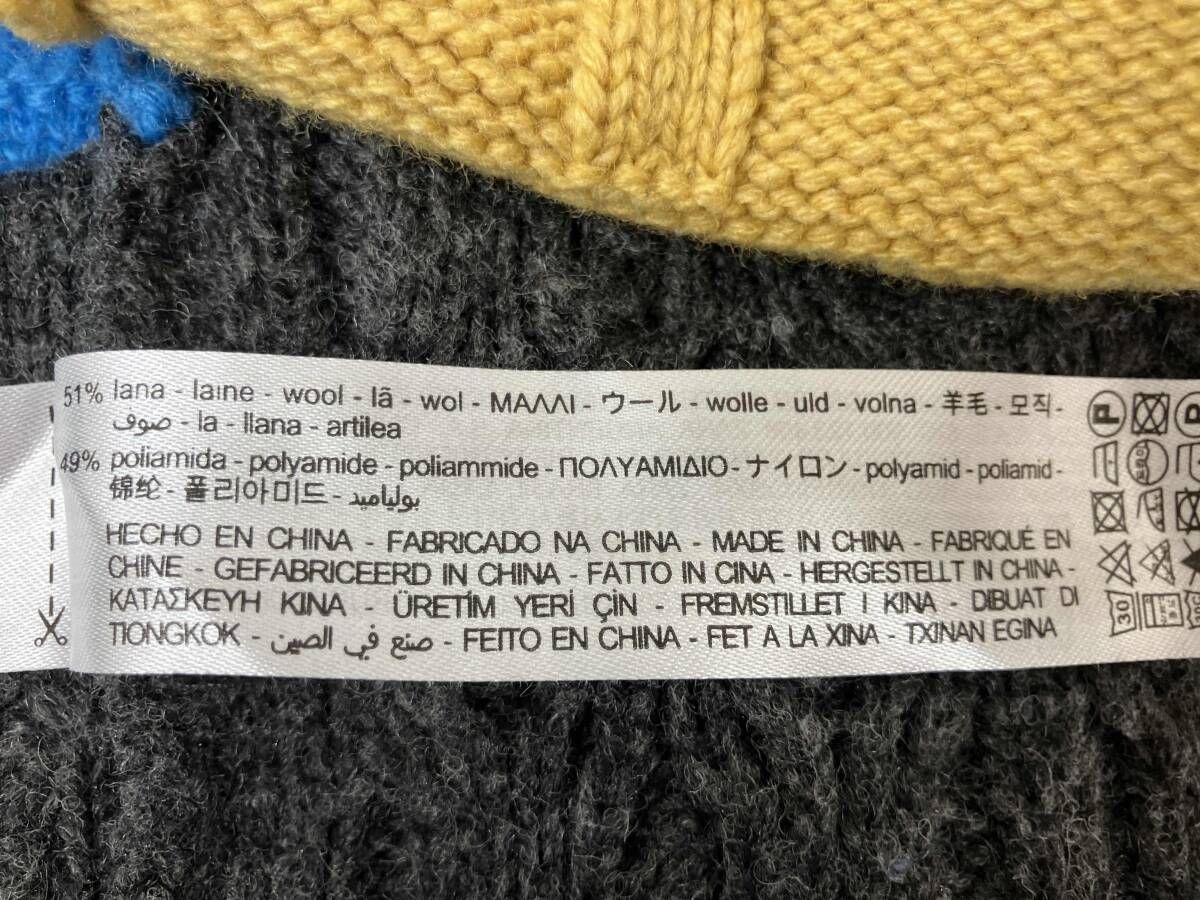 51% lana - laine - wool - lã - wol - ΜΑΛΛΙ - ウール - wolle - uld - volna - 羊毛 - 모직 -
صوف - la - llana - artilea
49% poliamida - polyamide - poliammide - ΠΟΛΥΑΜΙΔΙΟ - ナイロン - polyamid - poliamid -
锦纶 - 폴리아미드 - بولياميد
HECHO EN CHINA - FABRICADO NA CHINA - MADE IN CHINA - FABRIQUÉ EN
CHINE - GEFABRICEERD IN CHINA - FATTO IN CINA - HERGESTELLT IN CHINA -
ΚΑΤΑΣΚΕΥΗ ΚΙΝΑ - ÜRETİM YERİ ÇİN - FREMSTILLET I KINA - DIBUAT DI
TIONGKOK - صنع في الصين - FEITO EN CHINA - FET A LA XINA - TXINAN EGINA
P
30